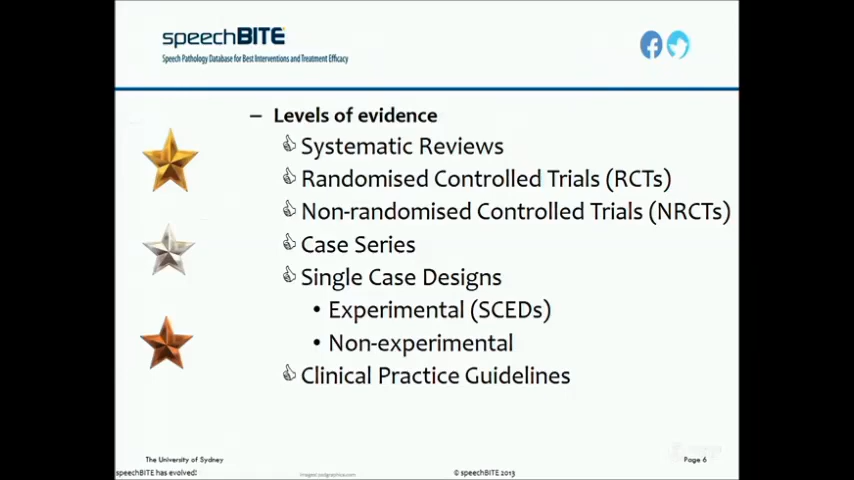 speechBITE
Speech Pathology Database for Best Interventions and Treatment Efficacy
– Levels of evidence
Systematic Reviews
Randomised Controlled Trials (RCTs)
Non-randomised Controlled Trials (NRCTs)
Case Series
Single Case Designs
• Experimental (SCEDs)
• Non-experimental
Clinical Practice Guidelines
The University of Sydney
Page 6
speechBITE has evolved!
© speechBITE 2013